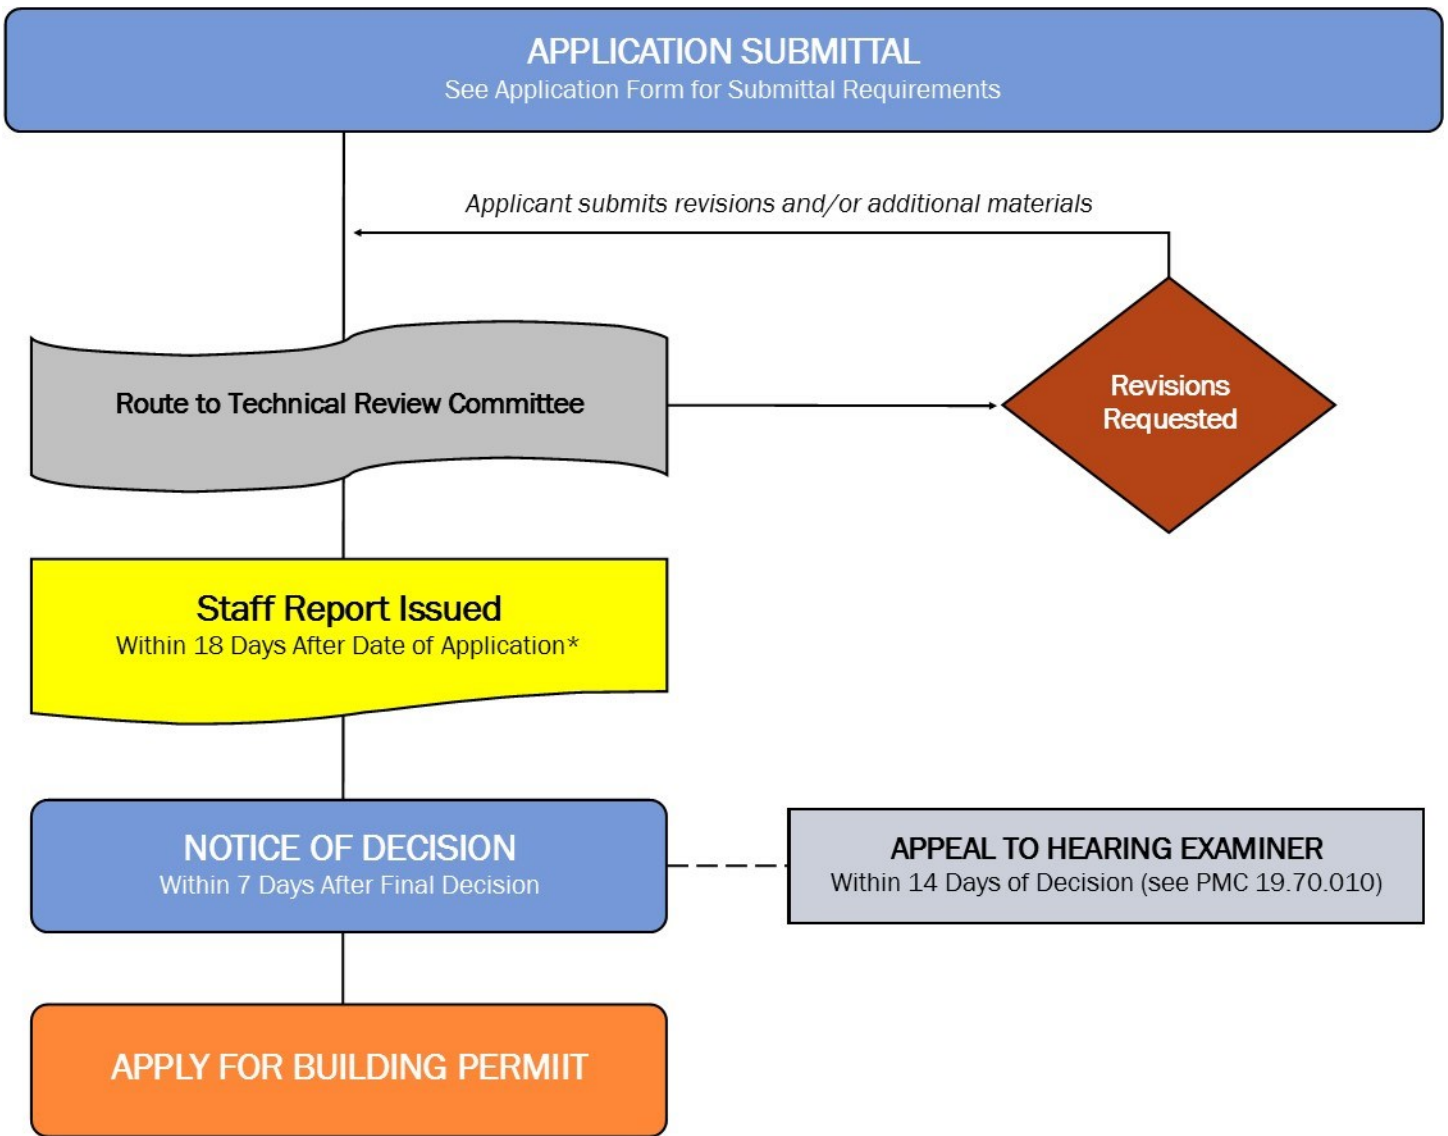 APPLICATION SUBMITTAL
See Application Form for Submittal Requirements
Applicant submits revisions and/or additional materials
Route to Technical Review Committee
Revisions
Requested
Staff Report Issued
Within 18 Days After Date of Application*
NOTICE OF DECISION
Within 7 Days After Final Decision
APPEAL TO HEARING EXAMINER
Within 14 Days of Decision (see PMC 19.70.010)
APPLY FOR BUILDING PERMIIT